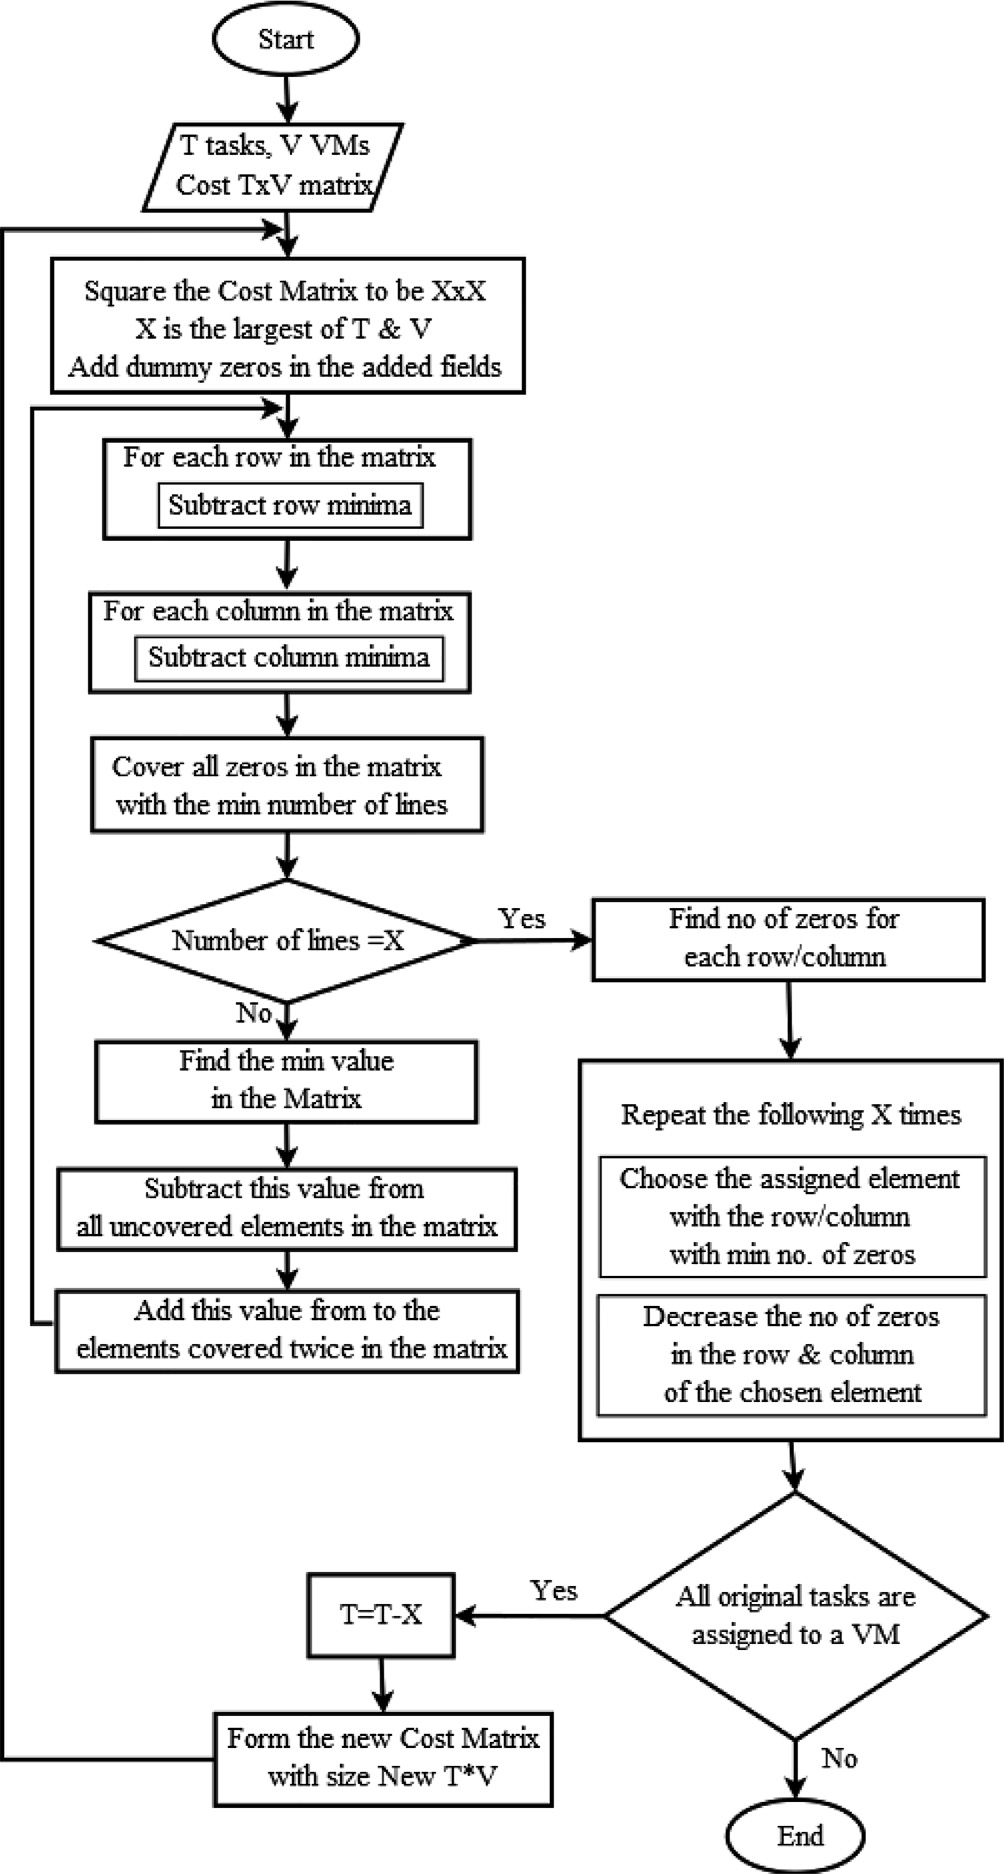 Start
T tasks, V VMs
Cost TxV matrix
Square the Cost Matrix to be XxX
X is the largest of T & V
Add dummy zeros in the added fields
For each row in the matrix
Subtract row minima
For each column in the matrix
Subtract column minima
Cover all zeros in the matrix
with the min number of lines
Number of lines =X
Yes
Find no of zeros for
each row/column
No
Find the min value
in the Matrix
Subtract this value from
all uncovered elements in the matrix
Add this value from to the
elements covered twice in the matrix
Repeat the following X times
Choose the assigned element
with the row/column
with min no. of zeros
Decrease the no of zeros
in the row & column
of the chosen element
All original tasks are
assigned to a VM
Yes
T=T-X
Form the new Cost Matrix
with size New T*V
No
End